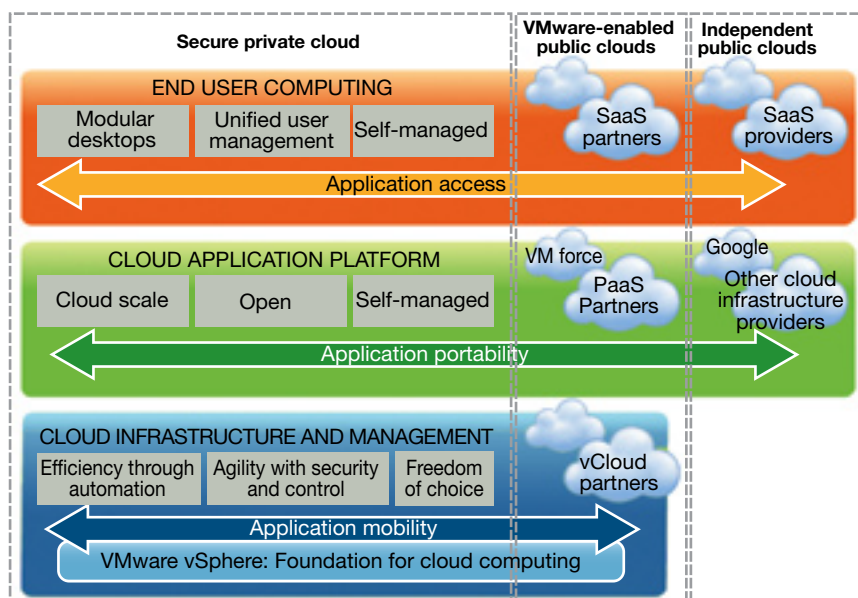 Secure private cloud
VMware-enabled
public clouds
Independent
public clouds
END USER COMPUTING
Modular
desktops
Unified user
management
Self-managed
SaaS
partners
SaaS
providers
Application access
CLOUD APPLICATION PLATFORM
Cloud scale
Open
Self-managed
VM force
PaaS
Partners
Google
Other cloud
infrastructure
providers
Application portability
CLOUD INFRASTRUCTURE AND MANAGEMENT
Efficiency through
automation
Agility with security
and control
Freedom
of choice
vCloud
partners
Application mobility
VMware vSphere: Foundation for cloud computing